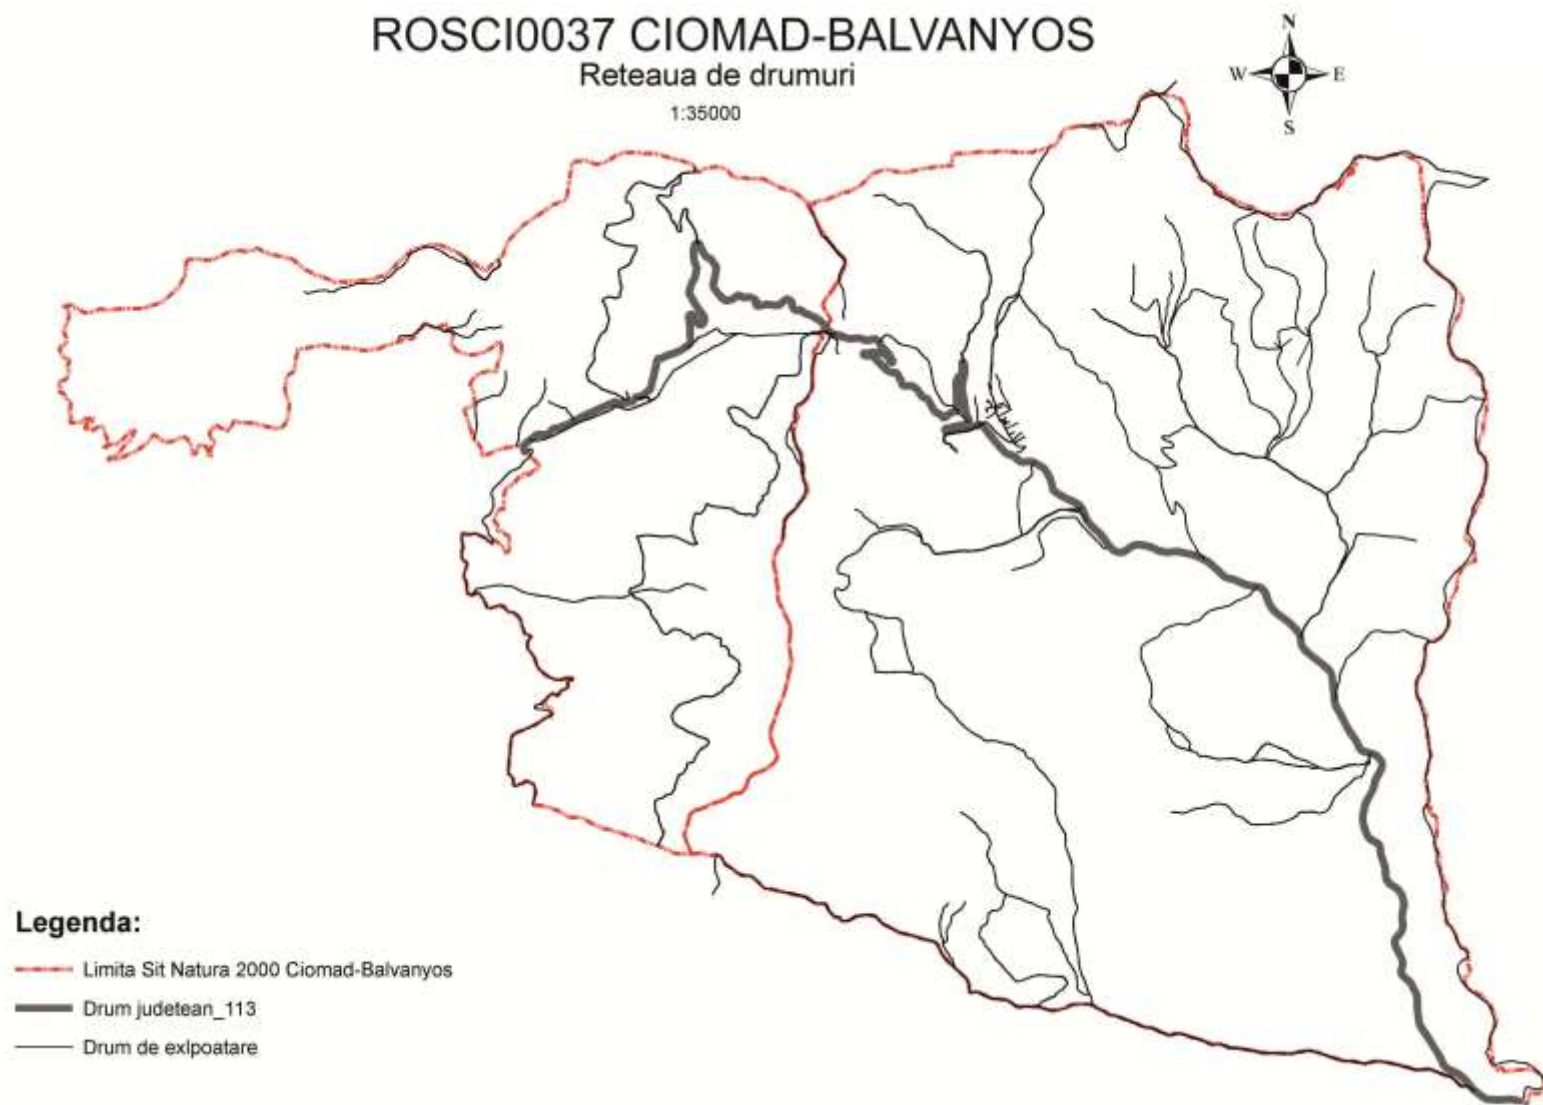 ROSCI0037 CIOMAD-BALVANYOS
Reteaua de drumuri
1:35000
N
W E
S
Legenda:
Limita Sit Natura 2000 Ciomad-Balvanyos
Drum judetean_113
Drum de exlpoatare